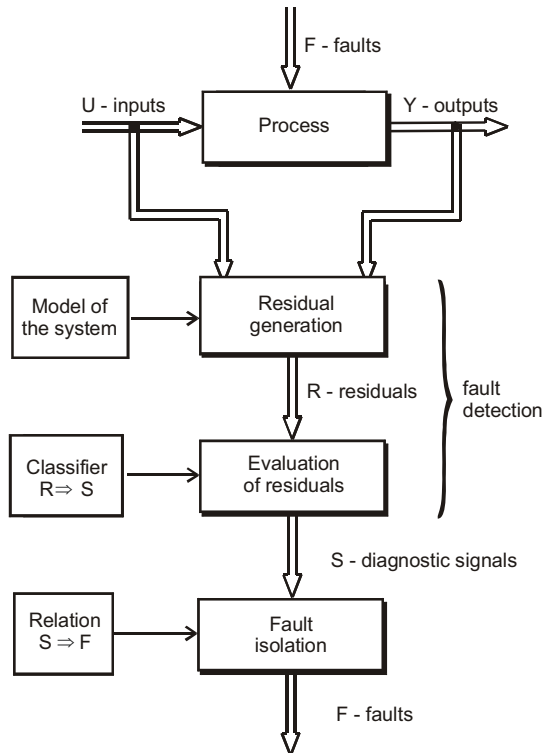 F - faults
U - inputs
Y - outputs
Process
Model of
the system
Residual
generation
R - residuals
fault
detection
Classifier
R⇒ S
Evaluation
of residuals
S - diagnostic signals
Relation
S ⇒ F
Fault
isolation
F - faults